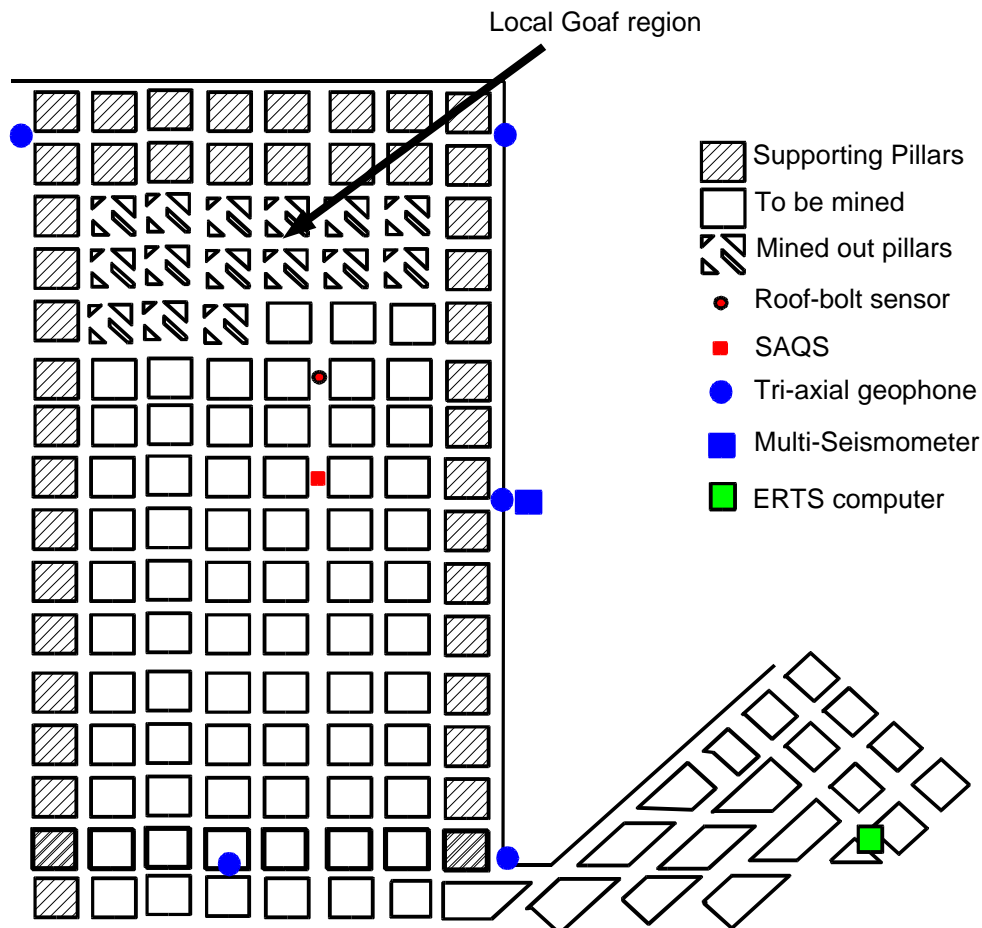 Local Goaf region
Supporting Pillars
To be mined
Mined out pillars
Roof-bolt sensor
SAQS
Tri-axial geophone
Multi-Seismometer
ERTS computer